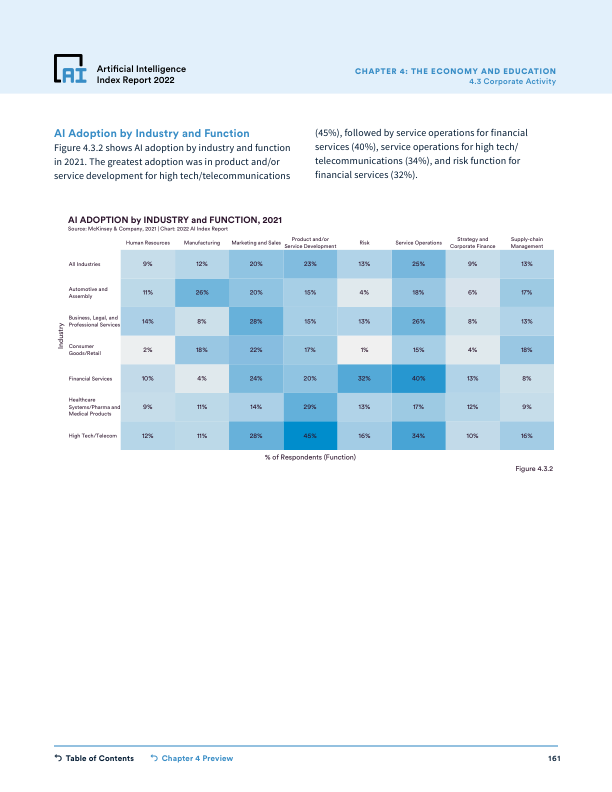 Artificial Intelligence
Index Report 2022
CHAPTER 4: THE ECONOMY AND EDUCATION
4.3 Corporate Activity
AI Adoption by Industry and Function
Figure 4.3.2 shows AI adoption by industry and function
in 2021. The greatest adoption was in product and/or
service development for high tech/telecommunications
(45%), followed by service operations for financial
services (40%), service operations for high tech/
telecommunications (34%), and risk function for
financial services (32%).
AI ADOPTION by INDUSTRY and FUNCTION, 2021
Source: McKinsey & Company, 2021 | Chart: 2022 AI Index Report
Human Resources Manufacturing Marketing and Sales Product and/or Service Development Risk Service Operations Strategy and Corporate Finance Supply-chain Management
All Industries 9% 12% 20% 23% 13% 25% 9% 13%
Automotive and Assembly 11% 26% 20% 15% 4% 18% 6% 17%
Business, Legal, and Professional Services 14% 8% 28% 15% 13% 26% 8% 13%
Consumer Goods/Retail 2% 18% 22% 17% 1% 15% 4% 18%
Financial Services 10% 4% 24% 20% 32% 40% 13% 8%
Healthcare Systems/Pharma and Medical Products 9% 11% 14% 29% 13% 17% 12% 9%
High Tech/Telecom 12% 11% 28% 45% 16% 34% 10% 16%
Industry
% of Respondents (Function)
Figure 4.3.2
Table of Contents Chapter 4 Preview 161